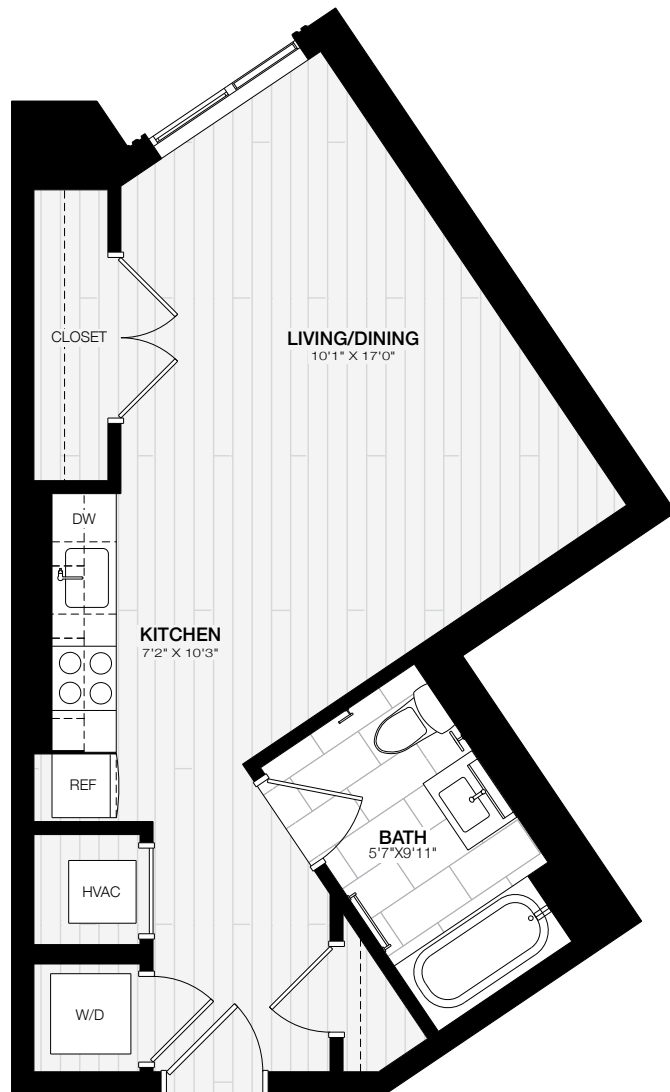 CLOSET
LIVING/DINING
10'1" X 17'0"
DW
KITCHEN
7'2" X 10'3"
REF
BATH
5'7"X9'11"
HVAC
W/D